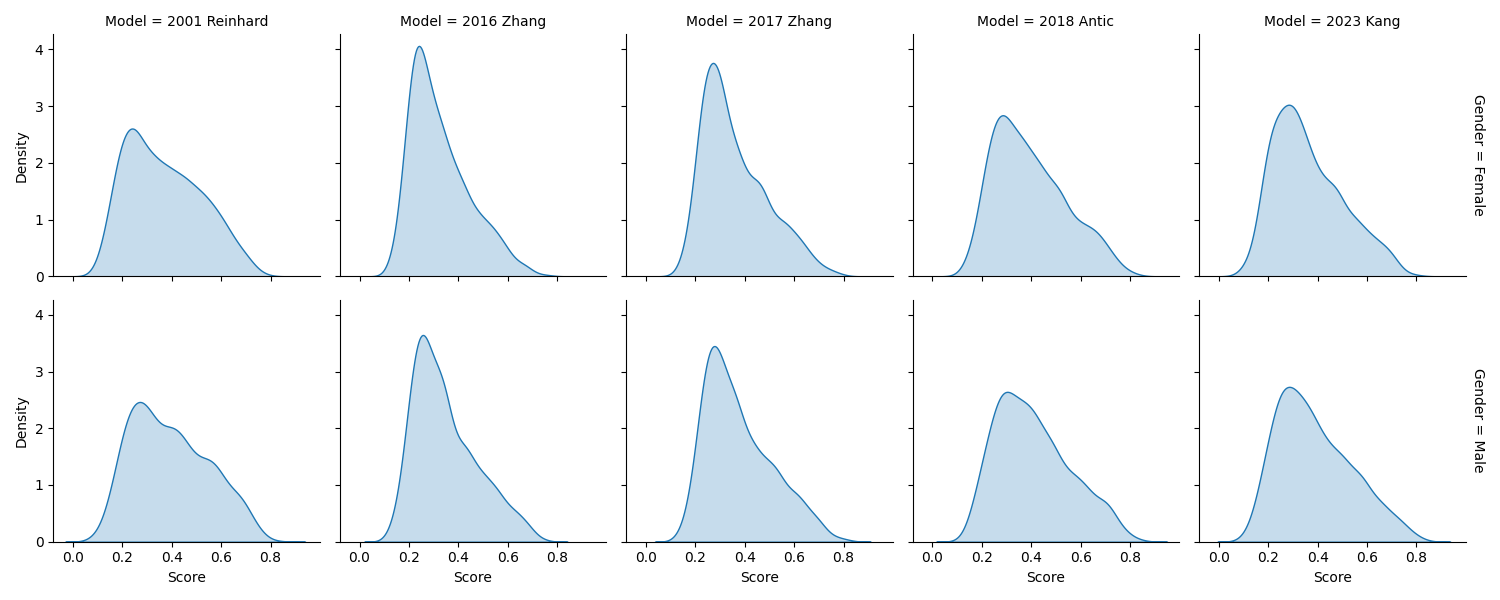 Model = 2001 Reinhard
Model = 2016 Zhang
Model = 2017 Zhang
Model = 2018 Antic
Model = 2023 Kang
4
3
2
1
0
Density
Gender = Female
4
3
2
1
0
Density
Gender = Male
0.0 0.2 0.4 0.6 0.8
0.0 0.2 0.4 0.6 0.8
0.0 0.2 0.4 0.6 0.8
0.0 0.2 0.4 0.6 0.8
0.0 0.2 0.4 0.6 0.8
Score
Score
Score
Score
Score